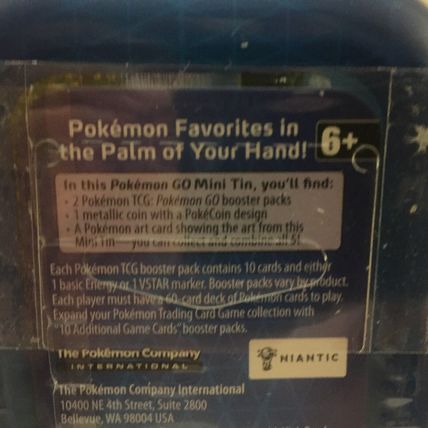 Pokémon Favorites in
the Palm of Your Hand! 6+
In this Pokémon GO Mini Tin, you'll find:
• 2 Pokémon TCG: Pokémon GO booster packs
• 1 metallic coin with a PokéCoin design
• A Pokémon art card showing the art from this
Mini Tin—you can collect and combine all 5!
Each Pokémon TCG booster pack contains 10 cards and either
1 basic Energy or 1 VSTAR marker. Booster packs vary by product.
Each player must have a 60-card deck of Pokémon cards to play.
Expand your Pokémon Trading Card Game collection with
"10 Additional Game Cards" booster packs.
The Pokémon Company
INTERNATIONAL
NIANTIC
The Pokémon Company International
10400 NE 4th Street, Suite 2800
Bellevue, WA 98004 USA